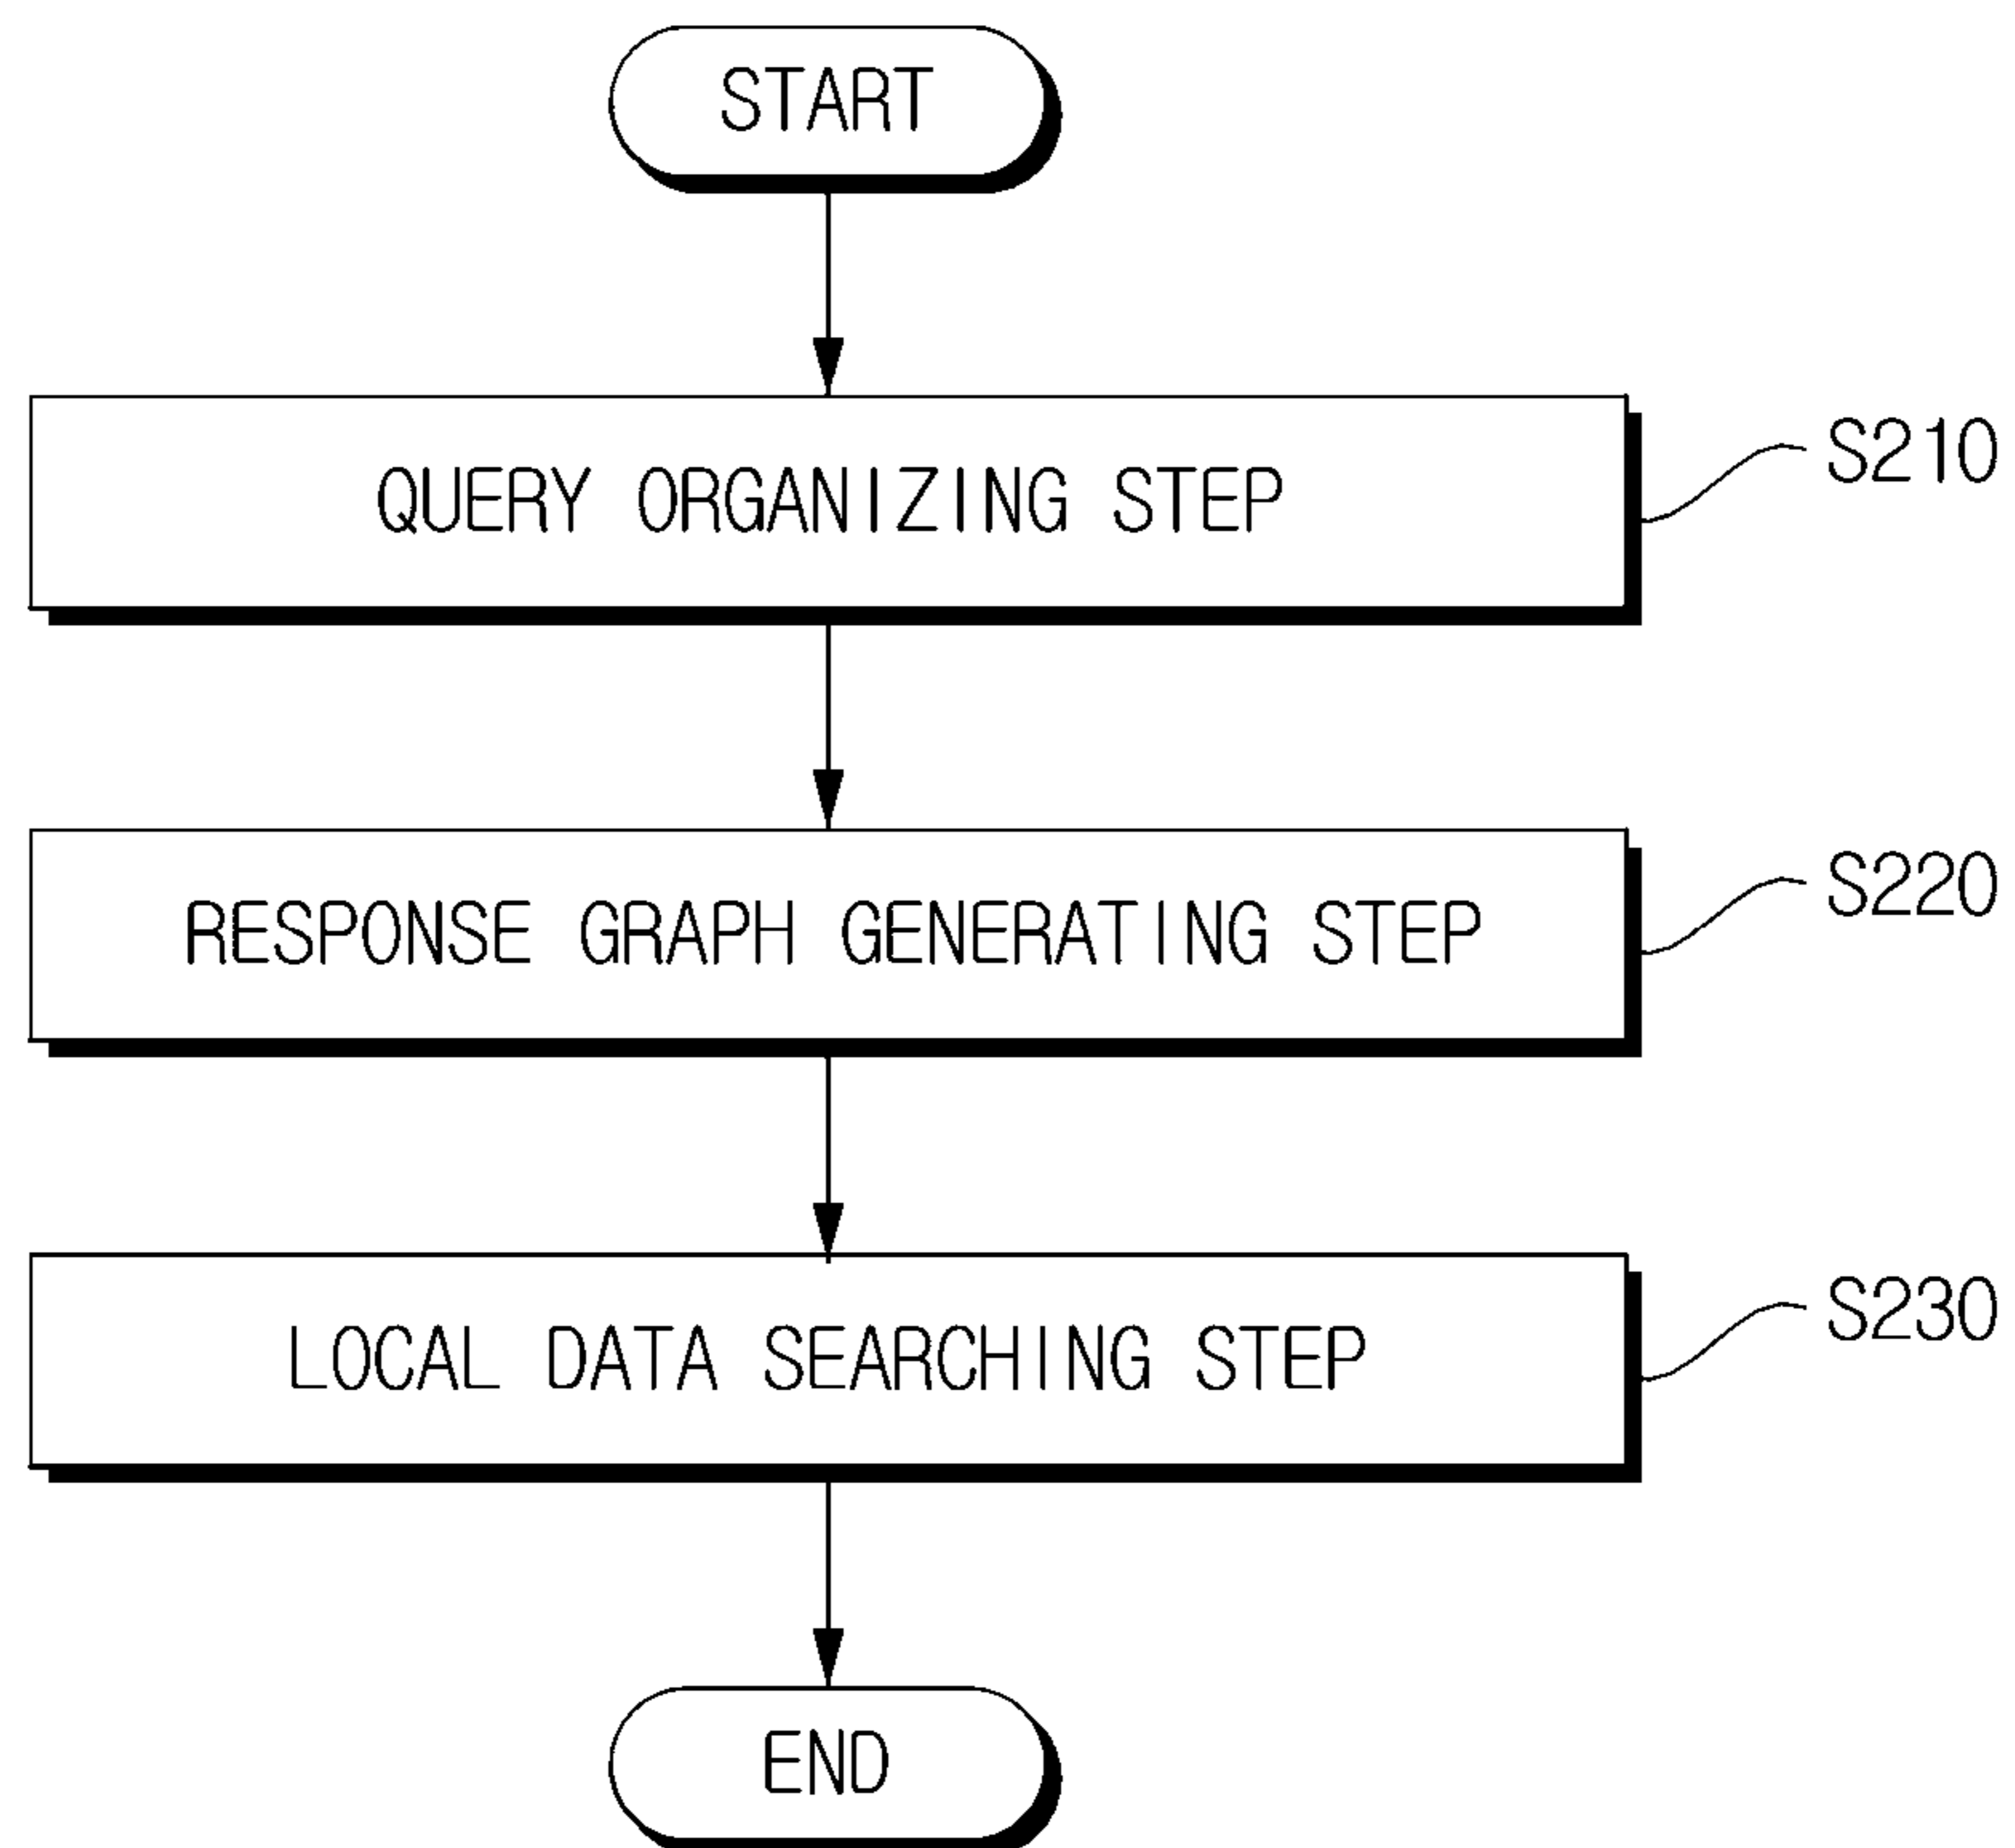 START
QUERY ORGANIZING STEP
S210
RESPONSE GRAPH GENERATING STEP
S220
LOCAL DATA SEARCHING STEP
S230
END